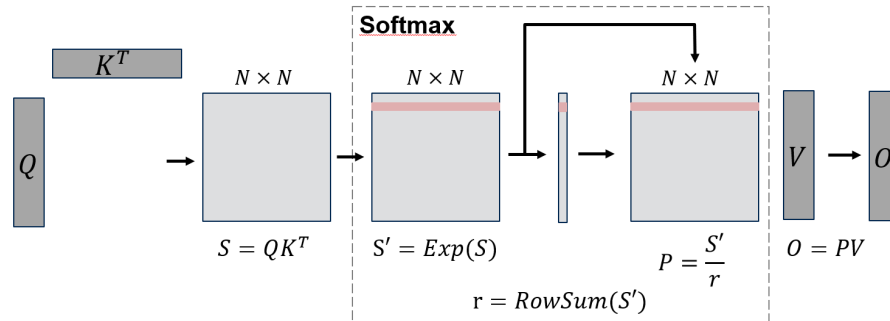 Softmax
K^T
N × N
N × N
N × N
Q
V
O
S = QK^T
S′ = Exp(S)
P = S′/r
O = PV
r = RowSum(S′)